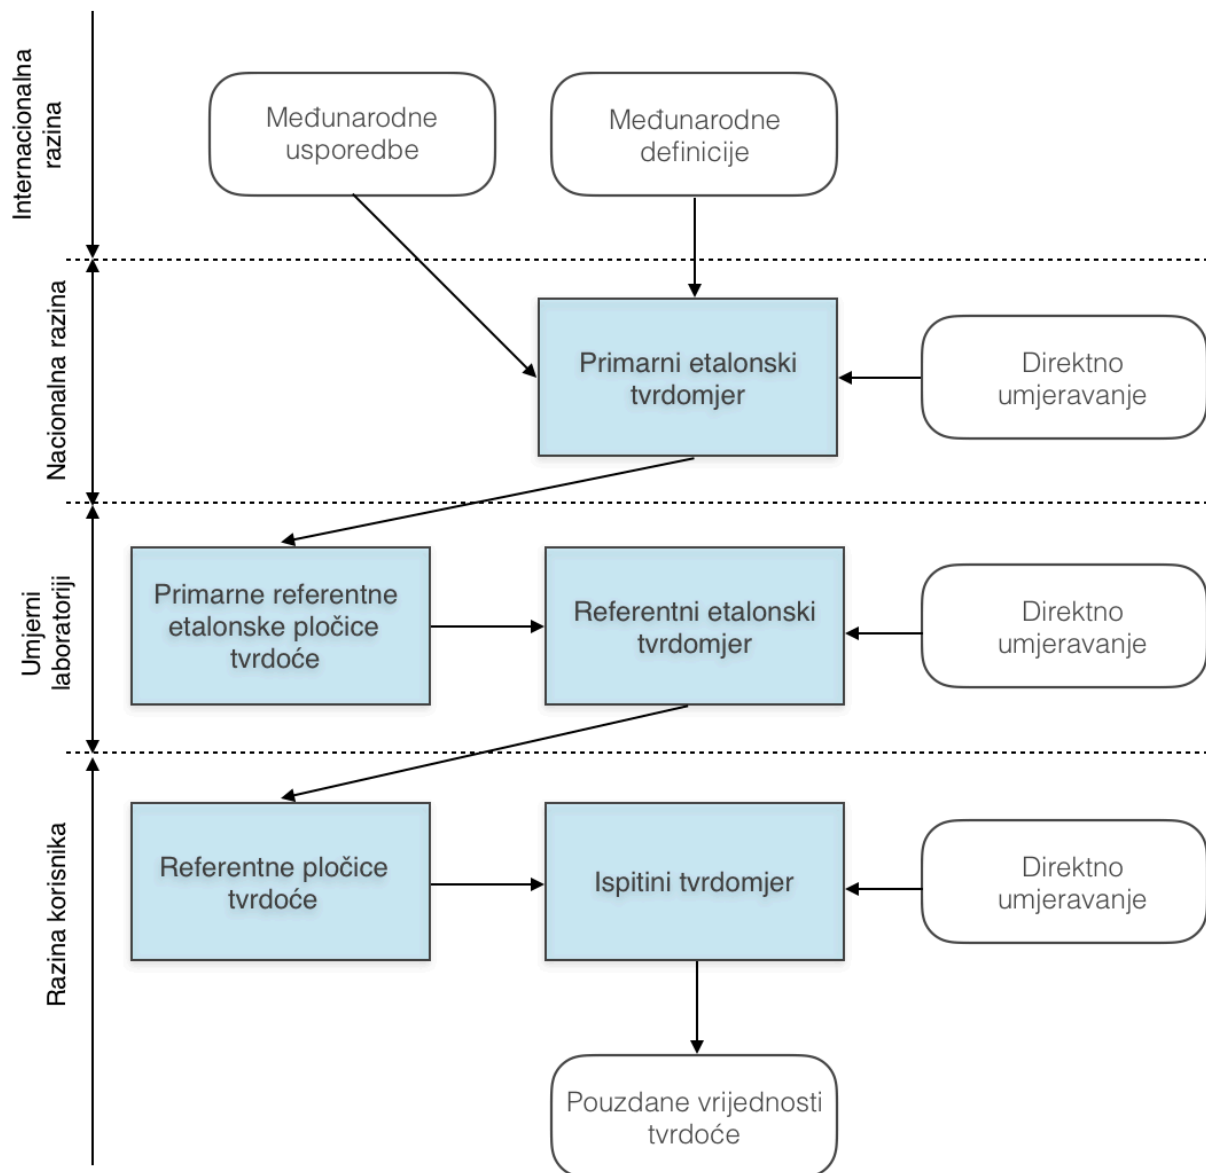 Internacionalna
razina
Međunarodne
usporedbe
Međunarodne
definicije
Nacionalna razina
Primarni etalonski
tvrdomjer
Direktno
umjeravanje
Umjerni
laboratoriji
Primarne referentne
etalonske pločice
tvrdoće
Referentni etalonski
tvrdomjer
Direktno
umjeravanje
Razina korisnika
Referentne pločice
tvrdoće
Ispitini tvrdomjer
Direktno
umjeravanje
Pouzdane vrijednosti
tvrdoće